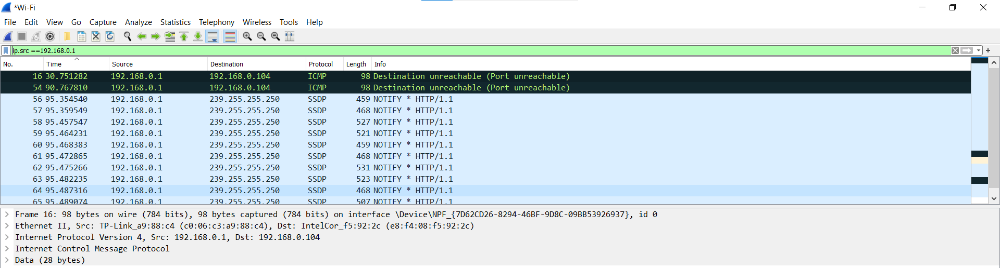 *Wi-Fi
File Edit View Go Capture Analyze Statistics Telephony Wireless Tools Help
ip.src ==192.168.0.1
No. Time Source Destination Protocol Length Info
16 30.751282 192.168.0.1 192.168.0.104 ICMP 98 Destination unreachable (Port unreachable)
54 90.767810 192.168.0.1 192.168.0.104 ICMP 98 Destination unreachable (Port unreachable)
56 95.354540 192.168.0.1 239.255.255.250 SSDP 459 NOTIFY * HTTP/1.1
57 95.359549 192.168.0.1 239.255.255.250 SSDP 468 NOTIFY * HTTP/1.1
58 95.457547 192.168.0.1 239.255.255.250 SSDP 527 NOTIFY * HTTP/1.1
59 95.464231 192.168.0.1 239.255.255.250 SSDP 521 NOTIFY * HTTP/1.1
60 95.468383 192.168.0.1 239.255.255.250 SSDP 459 NOTIFY * HTTP/1.1
61 95.472865 192.168.0.1 239.255.255.250 SSDP 468 NOTIFY * HTTP/1.1
62 95.475266 192.168.0.1 239.255.255.250 SSDP 531 NOTIFY * HTTP/1.1
63 95.482235 192.168.0.1 239.255.255.250 SSDP 523 NOTIFY * HTTP/1.1
64 95.487316 192.168.0.1 239.255.255.250 SSDP 468 NOTIFY * HTTP/1.1
65 95.489074 192.168.0.1 239.255.255.250 SSDP 507 NOTIFY * HTTP/1.1
Frame 16: 98 bytes on wire (784 bits), 98 bytes captured (784 bits) on interface \Device\NPF_{7D62CD26-8294-46BF-9D8C-09BB53926937}, id 0
Ethernet II, Src: TP-Link_a9:88:c4 (c0:06:c3:a9:88:c4), Dst: IntelCor_f5:92:2c (e8:f4:08:f5:92:2c)
Internet Protocol Version 4, Src: 192.168.0.1, Dst: 192.168.0.104
Internet Control Message Protocol
Data (28 bytes)